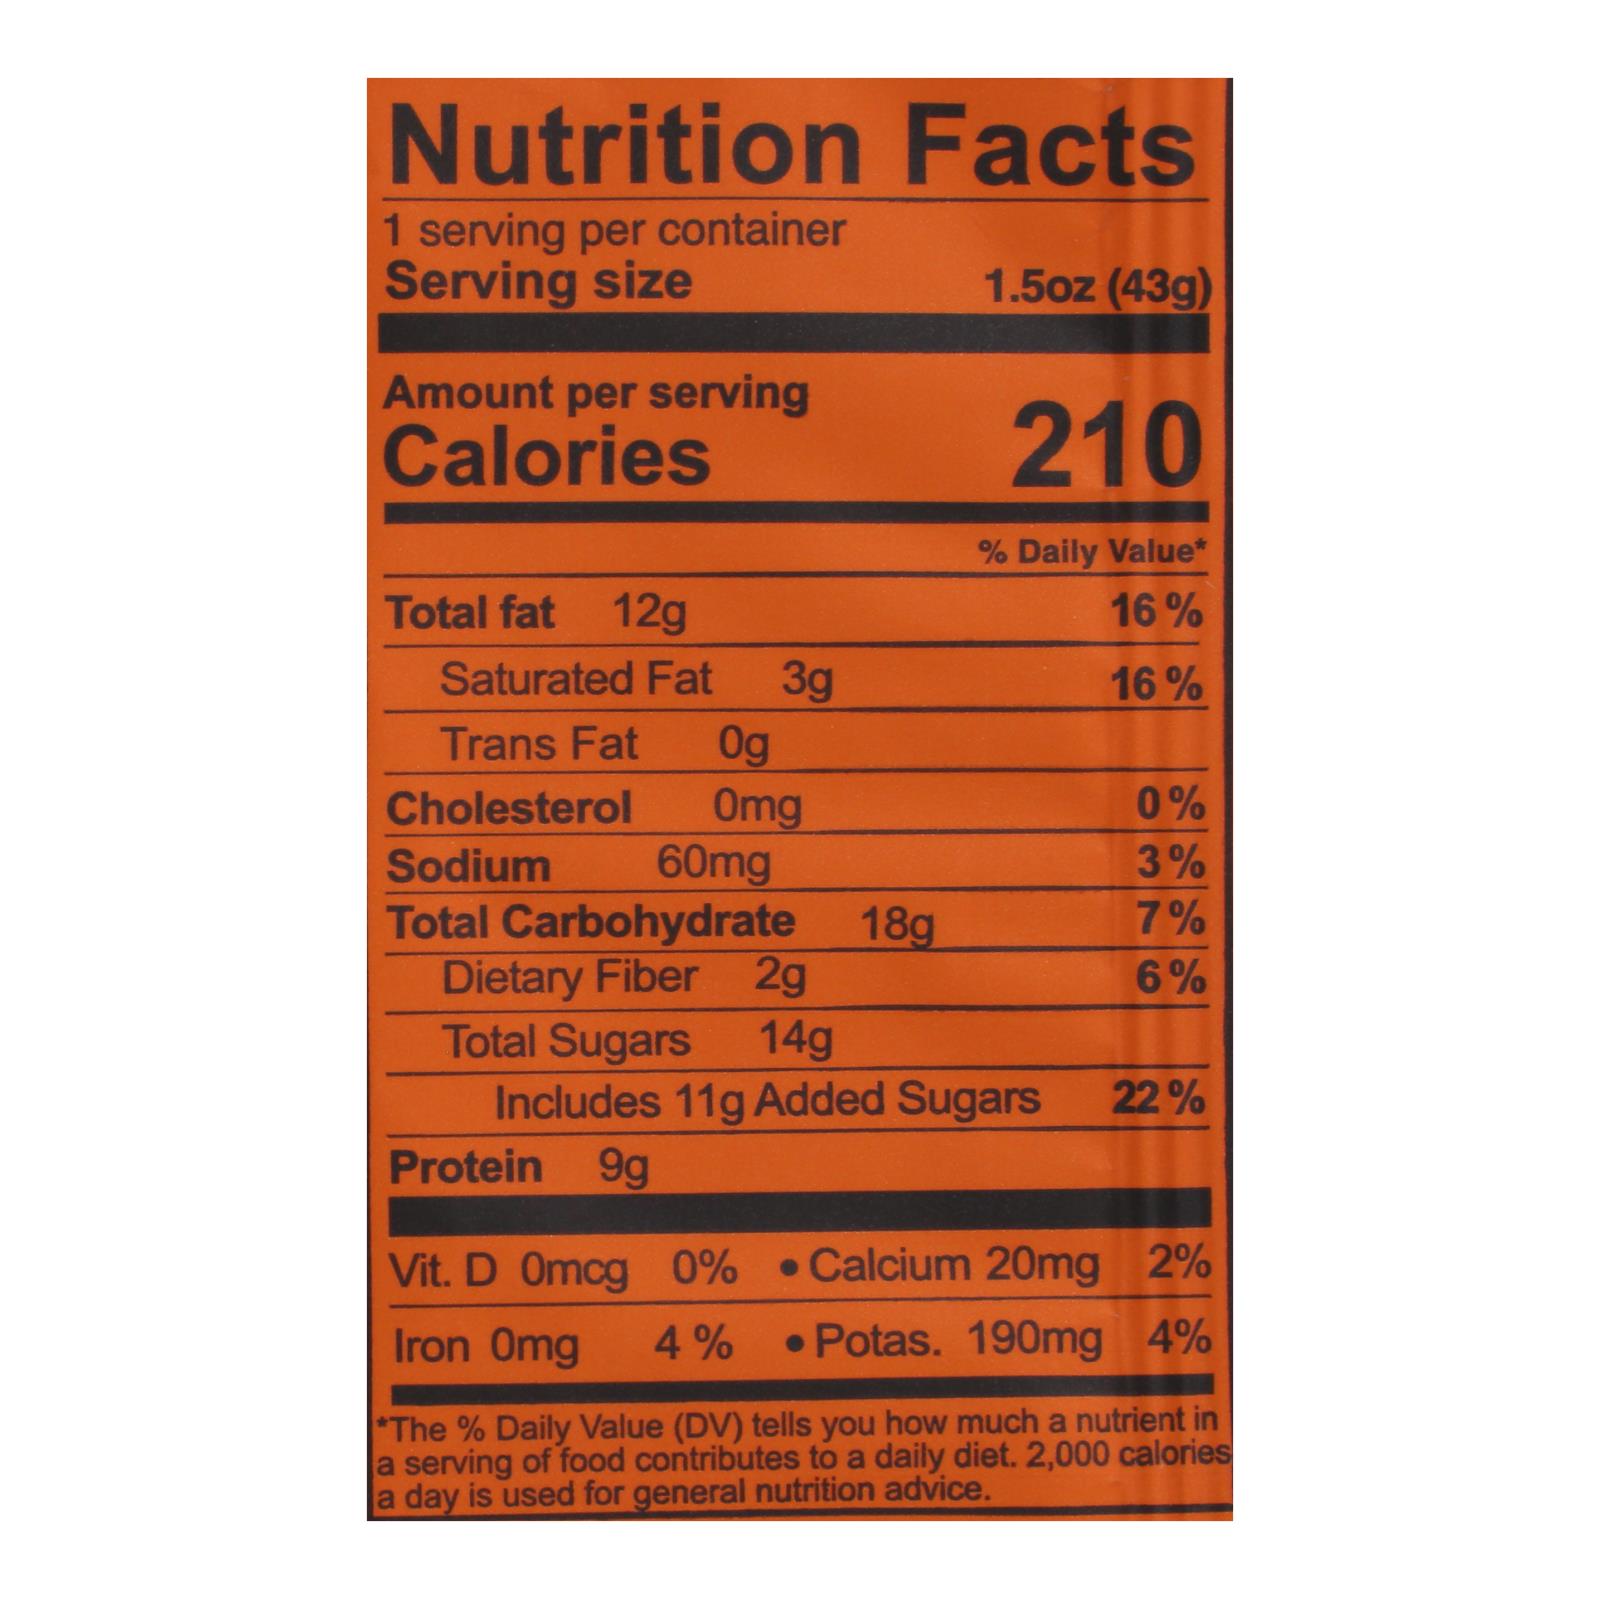 Nutrition Facts
1 serving per container
Serving size 1.5oz (43g)
Amount per serving
Calories 210
% Daily Value*
Total fat 12g 16%
Saturated Fat 3g 16%
Trans Fat 0g
Cholesterol 0mg 0%
Sodium 60mg 3%
Total Carbohydrate 18g 7%
Dietary Fiber 2g 6%
Total Sugars 14g
Includes 11g Added Sugars 22%
Protein 9g
Vit. D 0mcg 0% • Calcium 20mg 2%
Iron 0mg 4% • Potas. 190mg 4%
*The % Daily Value (DV) tells you how much a nutrient in
a serving of food contributes to a daily diet. 2,000 calories
a day is used for general nutrition advice.